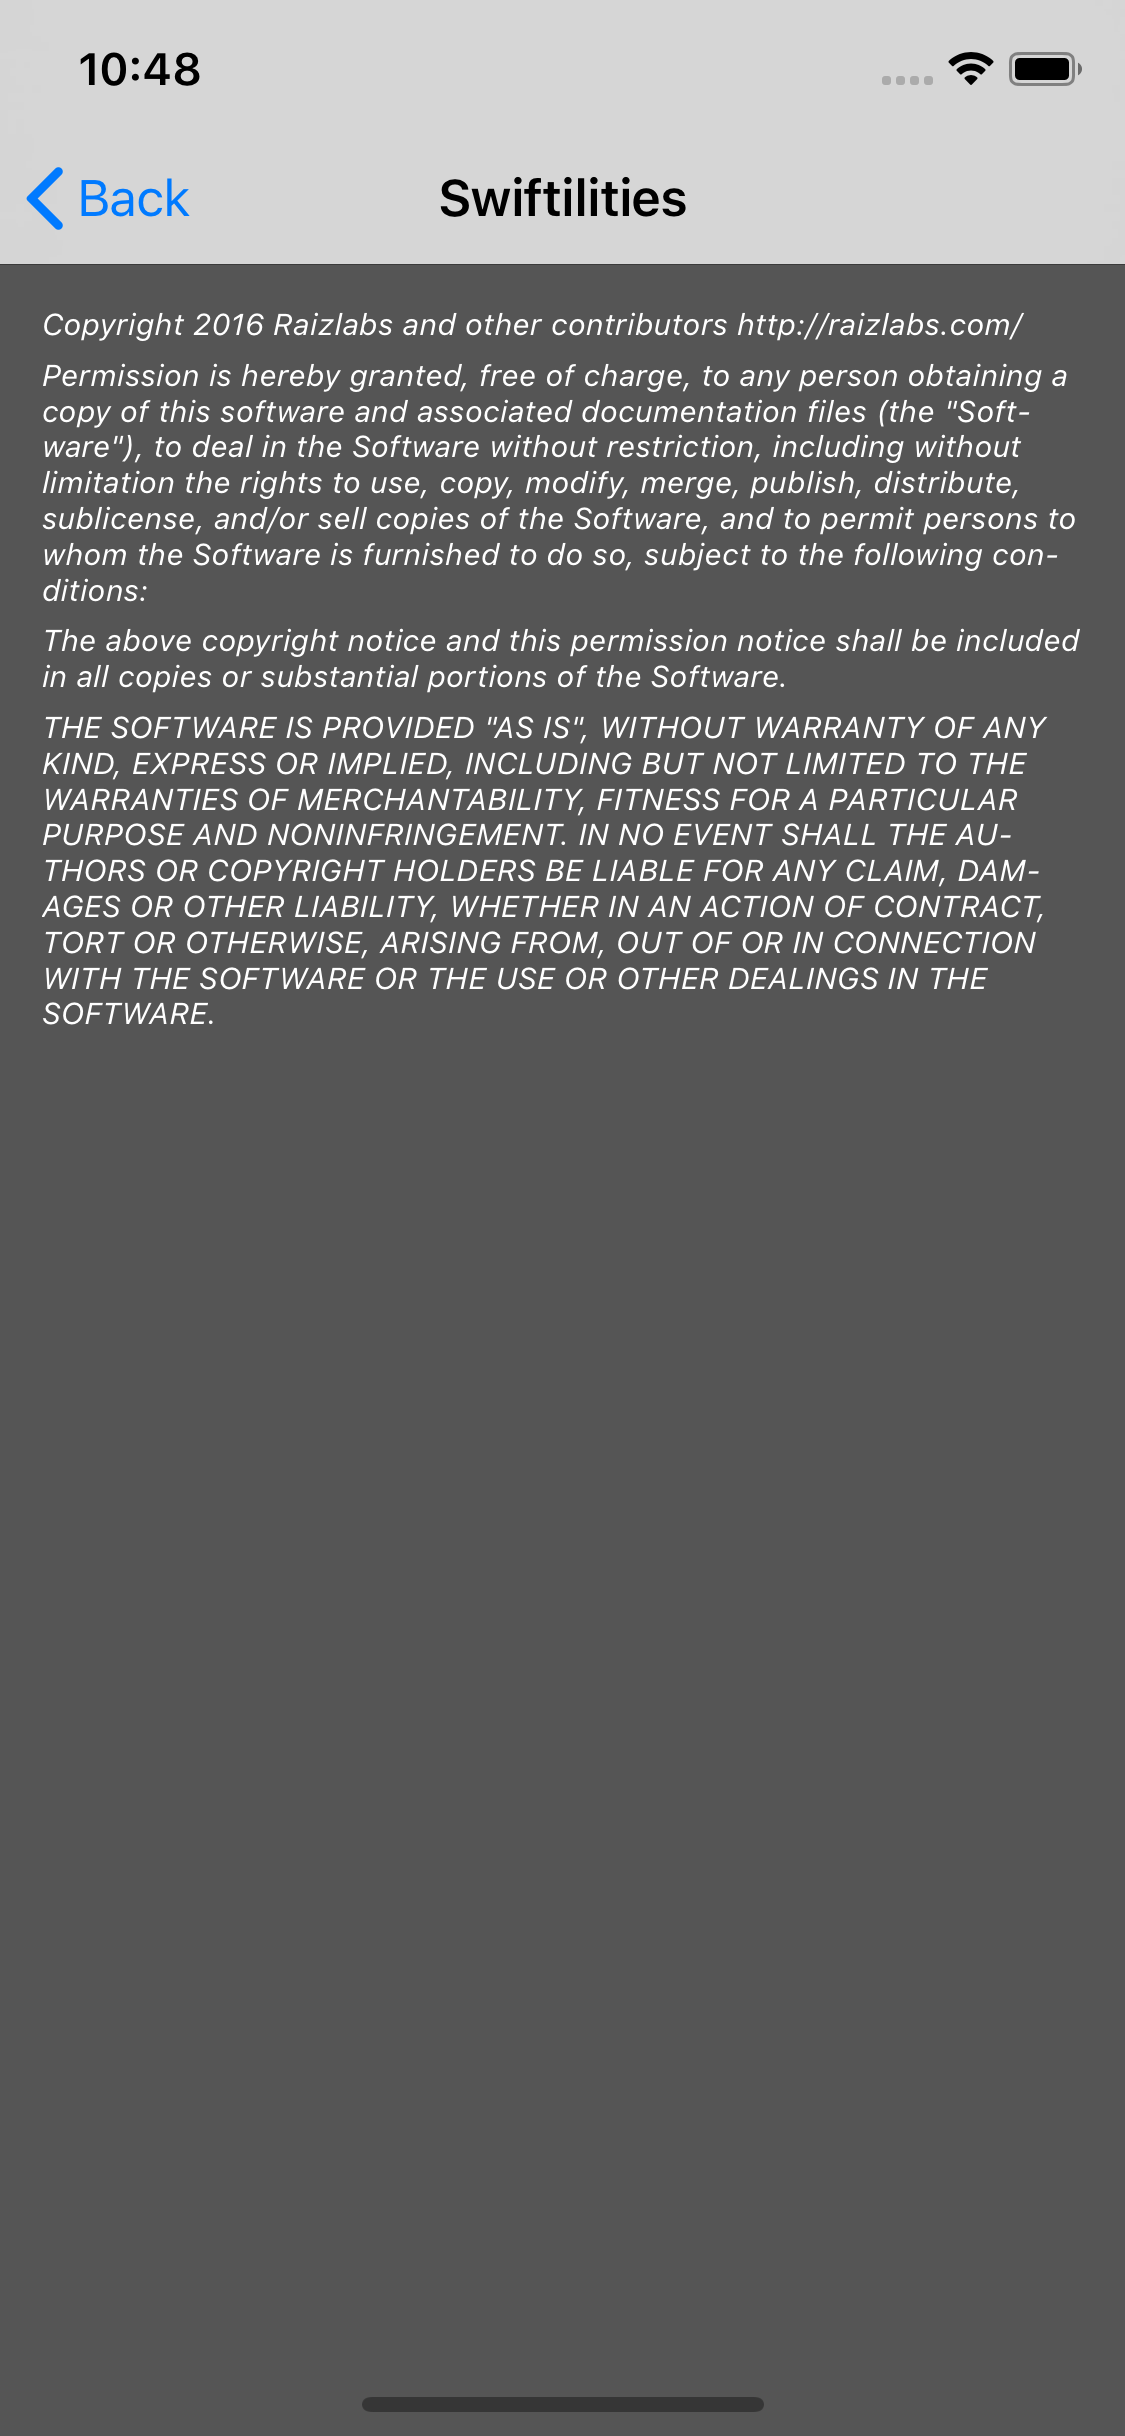 10:48
Back
Swiftilities
Copyright 2016 Raizlabs and other contributors http://raizlabs.com/
Permission is hereby granted, free of charge, to any person obtaining a
copy of this software and associated documentation files (the "Soft-
ware"), to deal in the Software without restriction, including without
limitation the rights to use, copy, modify, merge, publish, distribute,
sublicense, and/or sell copies of the Software, and to permit persons to
whom the Software is furnished to do so, subject to the following con-
ditions:
The above copyright notice and this permission notice shall be included
in all copies or substantial portions of the Software.
THE SOFTWARE IS PROVIDED "AS IS", WITHOUT WARRANTY OF ANY
KIND, EXPRESS OR IMPLIED, INCLUDING BUT NOT LIMITED TO THE
WARRANTIES OF MERCHANTABILITY, FITNESS FOR A PARTICULAR
PURPOSE AND NONINFRINGEMENT. IN NO EVENT SHALL THE AU-
THORS OR COPYRIGHT HOLDERS BE LIABLE FOR ANY CLAIM, DAM-
AGES OR OTHER LIABILITY, WHETHER IN AN ACTION OF CONTRACT,
TORT OR OTHERWISE, ARISING FROM, OUT OF OR IN CONNECTION
WITH THE SOFTWARE OR THE USE OR OTHER DEALINGS IN THE
SOFTWARE.